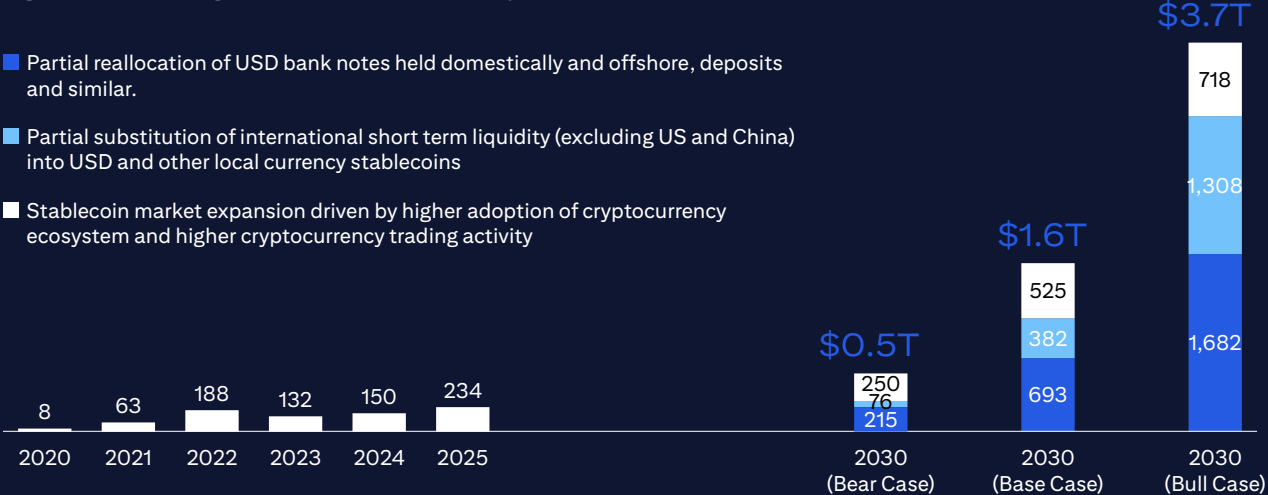 $3.7T
Partial reallocation of USD bank notes held domestically and offshore, deposits
and similar.
718
Partial substitution of international short term liquidity (excluding US and China)
into USD and other local currency stablecoins
1,308
Stablecoin market expansion driven by higher adoption of cryptocurrency
ecosystem and higher cryptocurrency trading activity
$1.6T
525
$0.5T
382
1,682
8
63
188
132
150
234
250
76
215
693
2020
2021
2022
2023
2024
2025
2030
(Bear Case)
2030
(Base Case)
2030
(Bull Case)